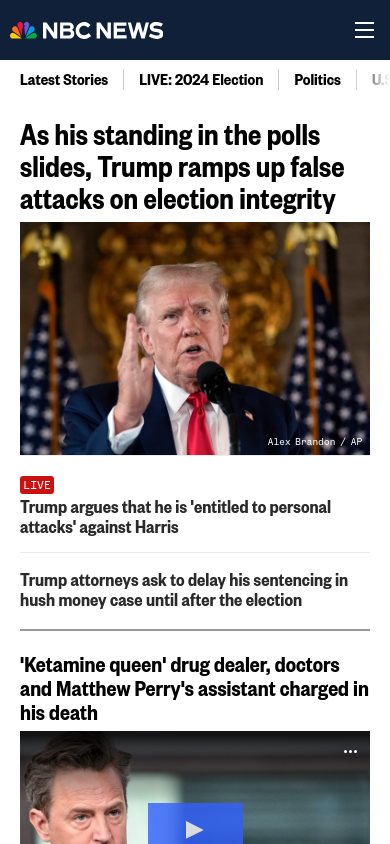 NBC NEWS
Latest Stories
LIVE: 2024 Election
Politics
U.S
As his standing in the polls
slides, Trump ramps up false
attacks on election integrity
Alex Brandon / AP
LIVE
Trump argues that he is 'entitled to personal
attacks' against Harris
Trump attorneys ask to delay his sentencing in
hush money case until after the election
'Ketamine queen' drug dealer, doctors
and Matthew Perry's assistant charged in
his death